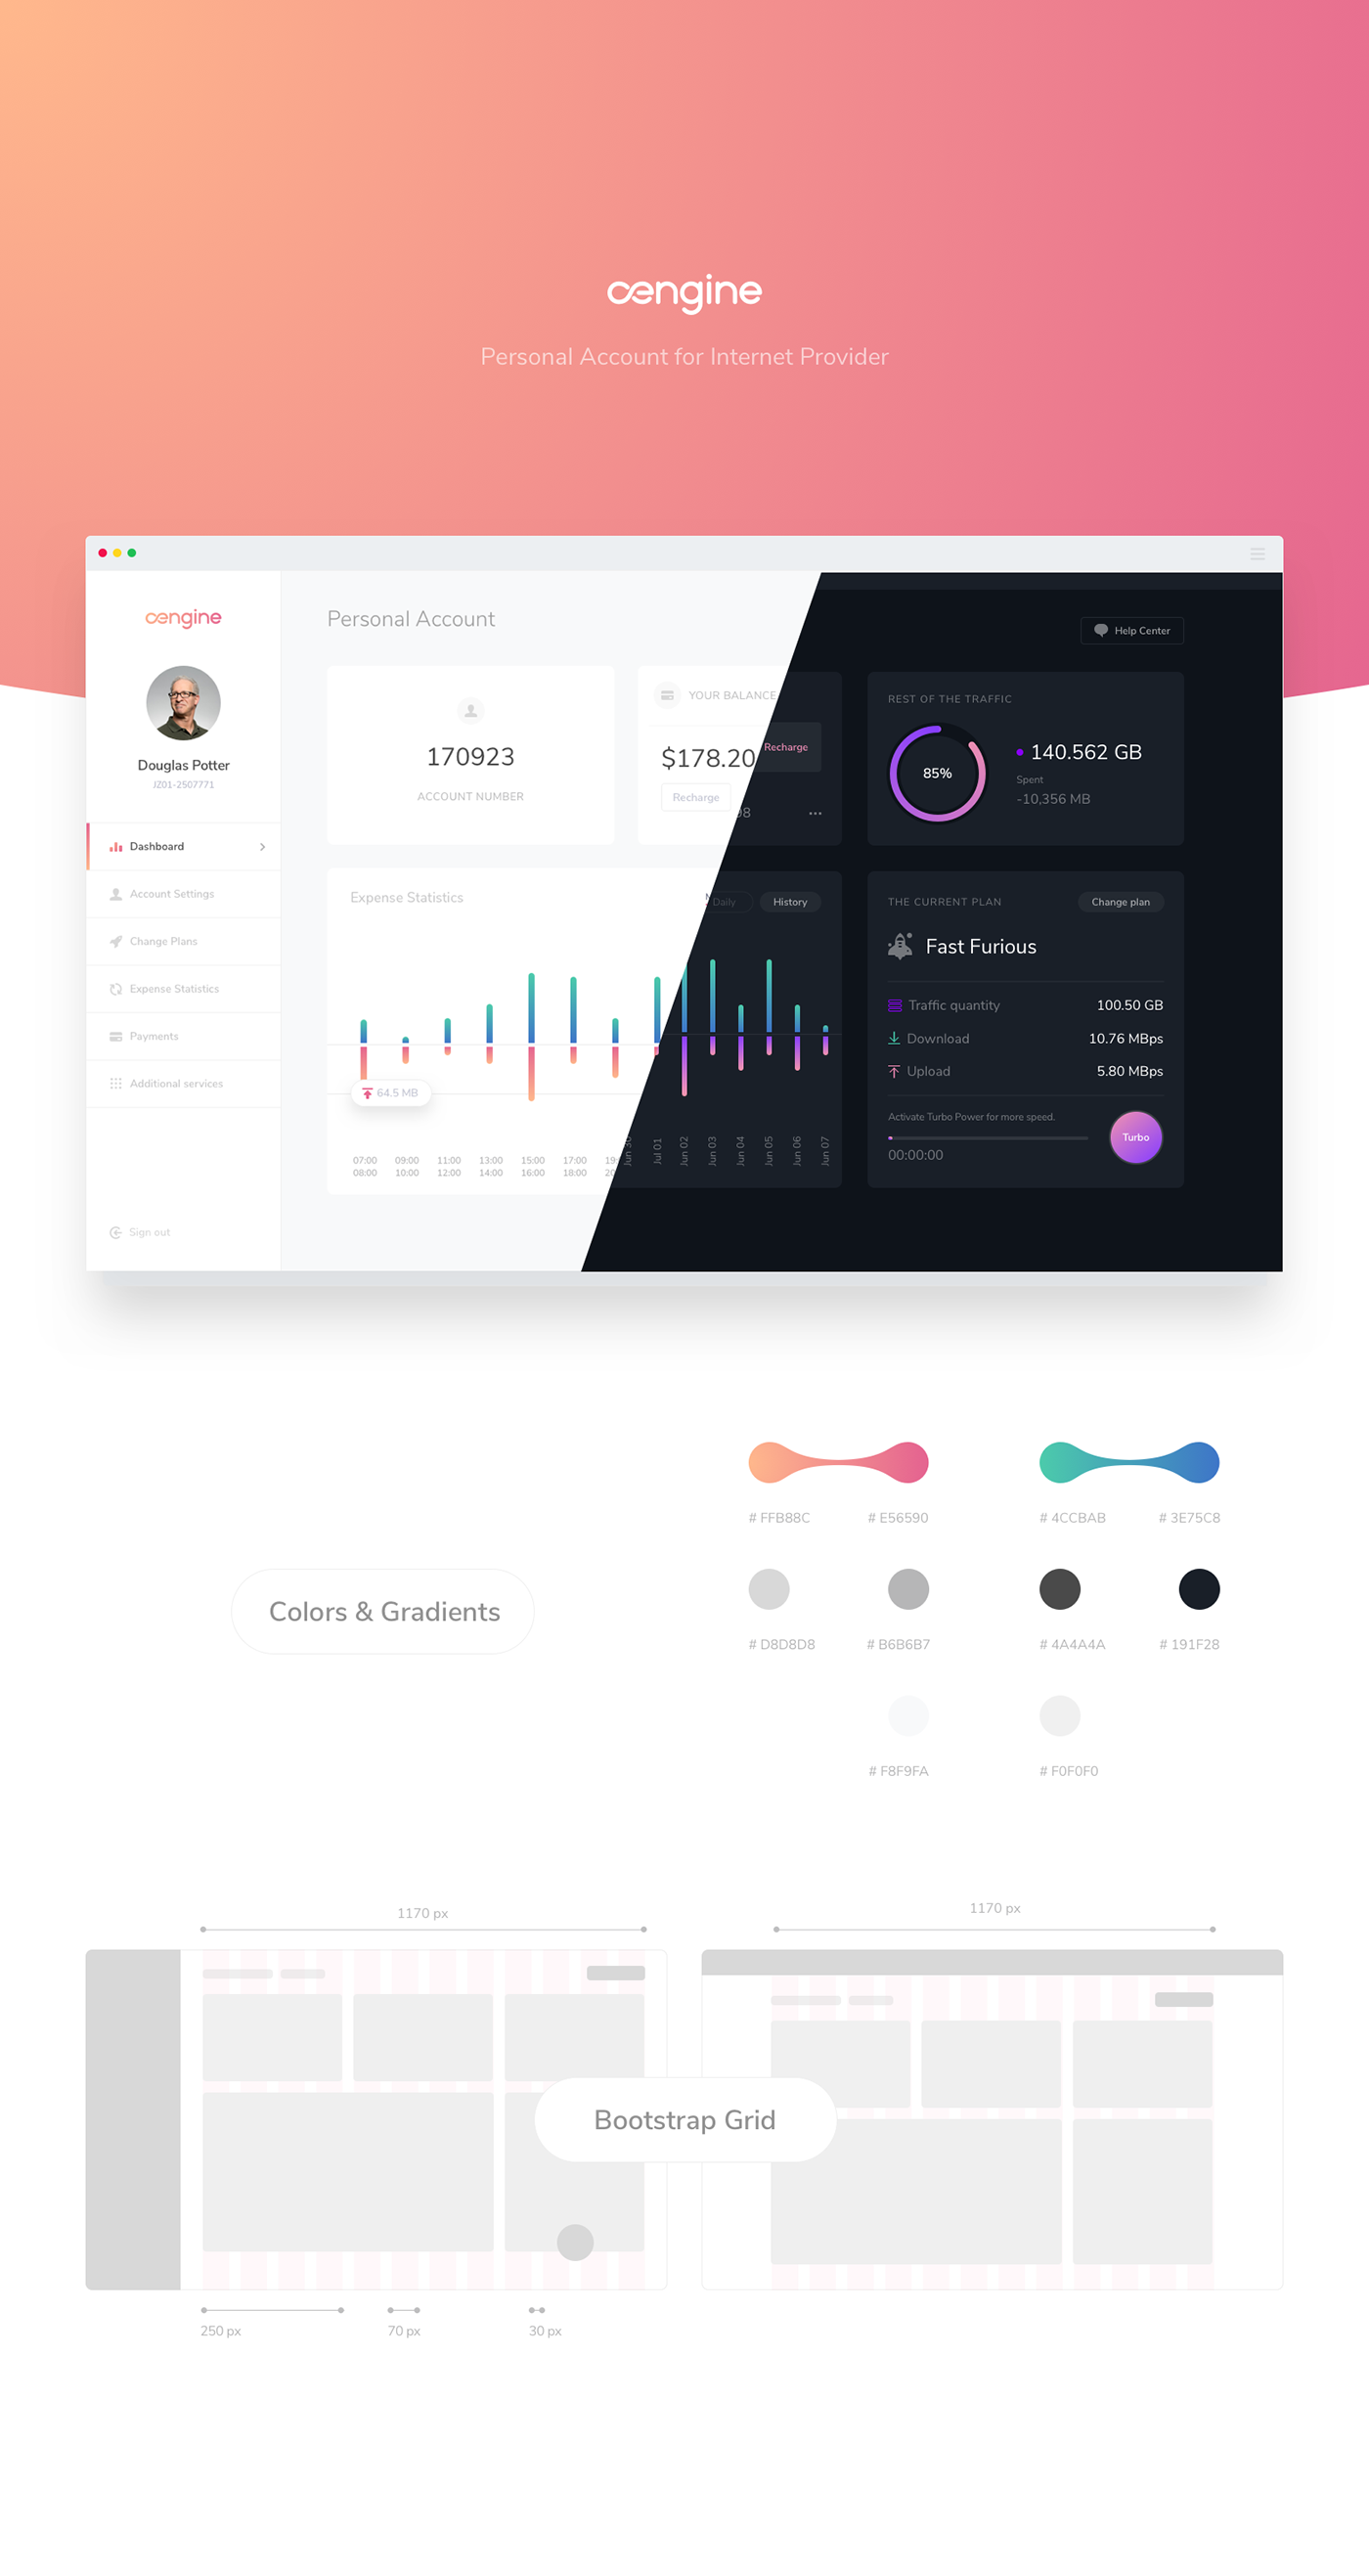 œngine
Personal Account for Internet Provider
œngine
Douglas Potter
JZ01-2507771
Dashboard
Account Settings
Change Plans
Expense Statistics
Payments
Additional services
Sign out
Personal Account
Help Center
170923
ACCOUNT NUMBER
YOUR BALANCE
$178.20
Recharge
Recharge
98
REST OF THE TRAFFIC
85%
140.562 GB
Spent
-10,356 MB
Expense Statistics
Daily
History
64.5 MB
07:00 09:00 11:00 13:00 15:00 17:00 19:
08:00 10:00 12:00 14:00 16:00 18:00 20
Jun 30
Jul 01
Jun 02
Jun 03
Jun 04
Jun 05
Jun 06
Jun 07
THE CURRENT PLAN
Change plan
Fast Furious
Traffic quantity 100.50 GB
Download 10.76 MBps
Upload 5.80 MBps
Activate Turbo Power for more speed.
00:00:00
Turbo
Colors & Gradients
# FFB88C # E56590 # 4CCBAB # 3E75C8
# D8D8D8 # B6B6B7 # 4A4A4A # 191F28
# F8F9FA # F0F0F0
1170 px
1170 px
Bootstrap Grid
250 px 70 px 30 px